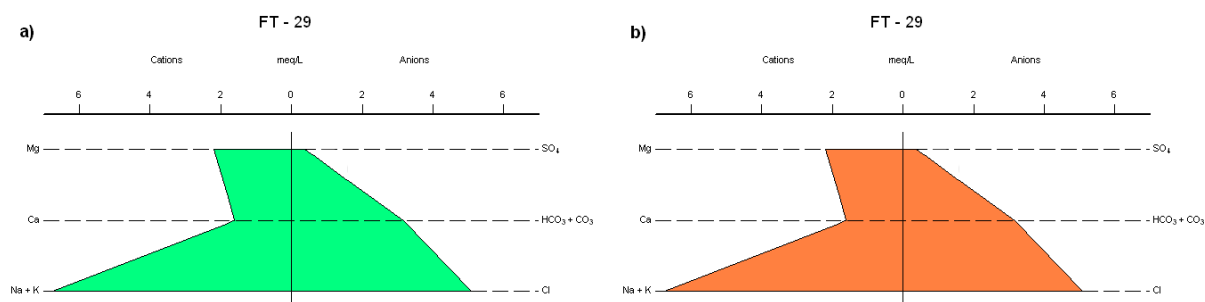 a)
FT - 29
Cations meq/L Anions
6 4 2 0 2 4 6
Mg SO₄
Ca HCO₃ + CO₃
Na + K Cl
b)
FT - 29
Cations meq/L Anions
6 4 2 0 2 4 6
Mg SO₄
Ca HCO₃ + CO₃
Na + K Cl